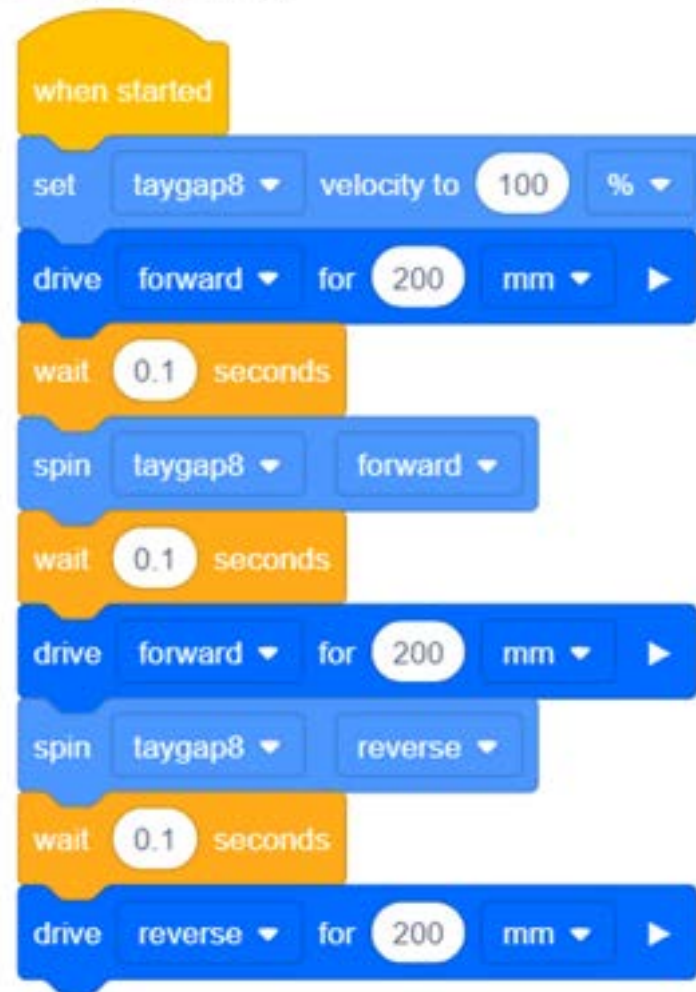 when started
set taygap8 velocity to 100 %
drive forward for 200 mm
wait 0.1 seconds
spin taygap8 forward
wait 0.1 seconds
drive forward for 200 mm
spin taygap8 reverse
wait 0.1 seconds
drive reverse for 200 mm